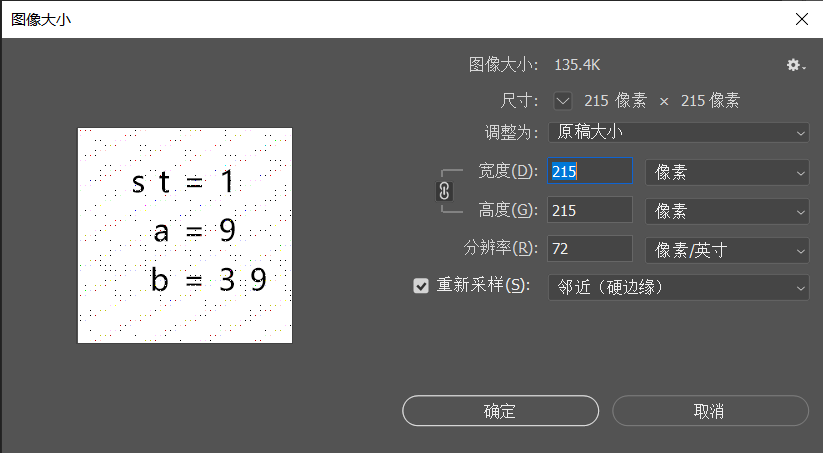 图像大小
图像大小: 135.4K
尺寸: 215 像素 × 215 像素
调整为: 原稿大小
宽度(D): 215 像素
高度(G): 215 像素
分辨率(R): 72 像素/英寸
重新采样(S): 邻近（硬边缘）
s t = 1
a = 9
b = 3 9
确定 取消